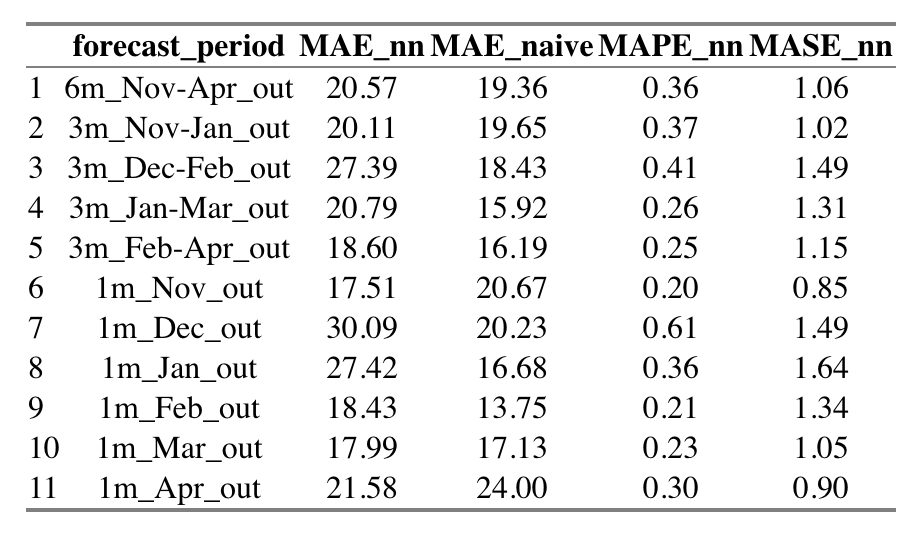 forecast_period MAE_nn MAE_naive MAPE_nn MASE_nn
1 6m_Nov-Apr_out 20.57 19.36 0.36 1.06
2 3m_Nov-Jan_out 20.11 19.65 0.37 1.02
3 3m_Dec-Feb_out 27.39 18.43 0.41 1.49
4 3m_Jan-Mar_out 20.79 15.92 0.26 1.31
5 3m_Feb-Apr_out 18.60 16.19 0.25 1.15
6 1m_Nov_out 17.51 20.67 0.20 0.85
7 1m_Dec_out 30.09 20.23 0.61 1.49
8 1m_Jan_out 27.42 16.68 0.36 1.64
9 1m_Feb_out 18.43 13.75 0.21 1.34
10 1m_Mar_out 17.99 17.13 0.23 1.05
11 1m_Apr_out 21.58 24.00 0.30 0.90